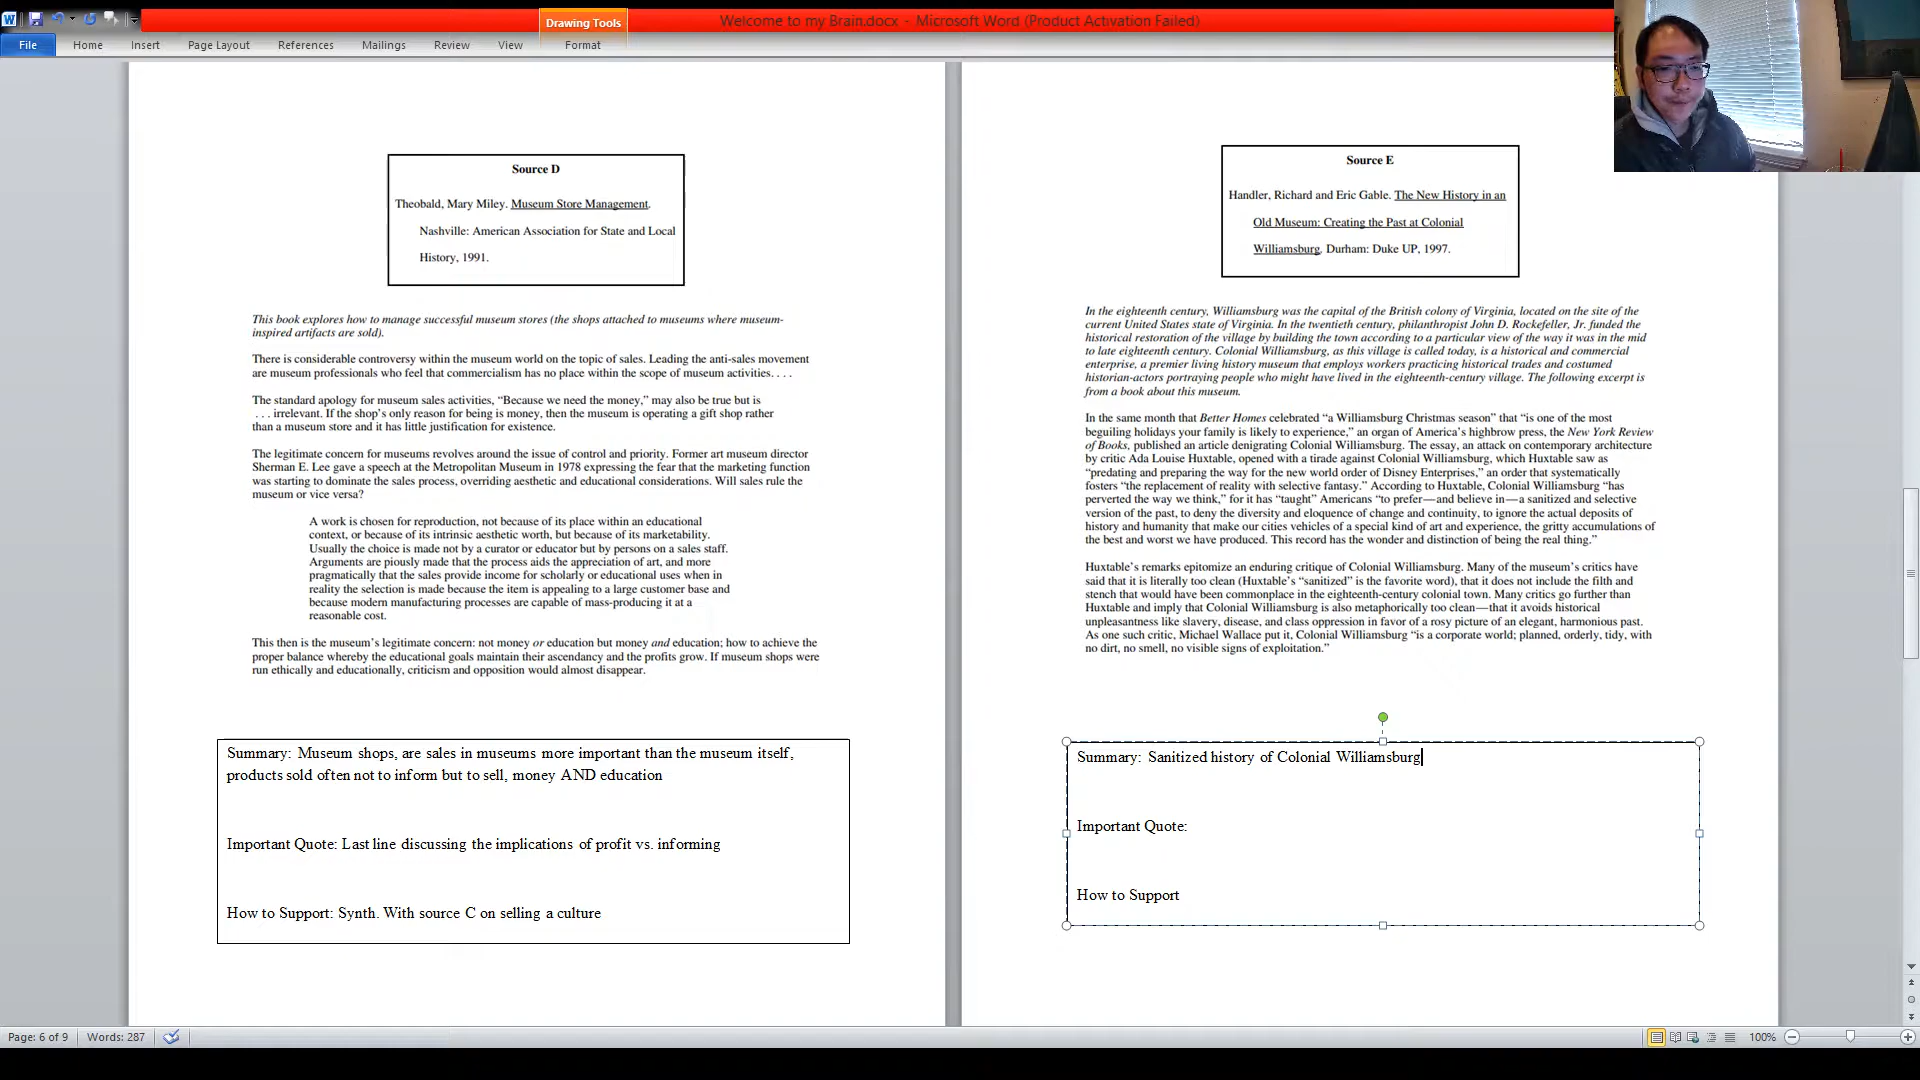 Drawing Tools
Welcome to my Brain.docx - Microsoft Word (Product Activation Failed)
File Home Insert Page Layout References Mailings Review View Format
Source D
Theobald, Mary Miley. Museum Store Management.
Nashville: American Association for State and Local
History, 1991.
This book explores how to manage successful museum stores (the shops attached to museums where museum-
inspired artifacts are sold).
There is considerable controversy within the museum world on the topic of sales. Leading the anti-sales movement
are museum professionals who feel that commercialism has no place within the scope of museum activities. . . .
The standard apology for museum sales activities, “Because we need the money,” may also be true but is
. . . irrelevant. If the shop’s only reason for being is money, then the museum is operating a gift shop rather
than a museum store and it has little justification for existence.
The legitimate concern for museums revolves around the issue of control and priority. Former art museum director
Sherman E. Lee gave a speech at the Metropolitan Museum in 1978 expressing the fear that the marketing function
was starting to dominate the sales process, overriding aesthetic and educational considerations. Will sales rule the
museum or vice versa?
A work is chosen for reproduction, not because of its place within an educational
context, or because of its intrinsic aesthetic worth, but because of its marketability.
Usually the choice is made not by a curator or educator but by persons on a sales staff.
Arguments are piously made that the process aids the appreciation of art, and more
pragmatically that the sales provide income for scholarly or educational uses when in
reality the selection is made because the item is appealing to a large customer base and
because modern manufacturing processes are capable of mass-producing it at a
reasonable cost.
This then is the museum’s legitimate concern: not money or education but money and education; how to achieve the
proper balance whereby the educational goals maintain their ascendancy and the profits grow. If museum shops were
run ethically and educationally, criticism and opposition would almost disappear.
Summary: Museum shops, are sales in museums more important than the museum itself,
products sold often not to inform but to sell, money AND education
Important Quote: Last line discussing the implications of profit vs. informing
How to Support: Synth. With source C on selling a culture
Source E
Handler, Richard and Eric Gable. The New History in an
Old Museum: Creating the Past at Colonial
Williamsburg. Durham: Duke UP, 1997.
In the eighteenth century, Williamsburg was the capital of the British colony of Virginia, located on the site of the
current United States state of Virginia. In the twentieth century, philanthropist John D. Rockefeller, Jr. funded the
historical restoration of the village by building the town according to a particular view of the way it was in the mid
to late eighteenth century. Colonial Williamsburg, as this village is called today, is a historical and commercial
enterprise, a premier living history museum that employs workers practicing historical trades and costumed
historian-actors portraying people who might have lived in the eighteenth-century village. The following excerpt is
from a book about this museum.
In the same month that Better Homes celebrated “a Williamsburg Christmas season” that “is one of the most
beguiling holidays your family is likely to experience,” an organ of America’s highbrow press, the New York Review
of Books, published an article denigrating Colonial Williamsburg. The essay, an attack on contemporary architecture
by critic Ada Louise Huxtable, opened with a tirade against Colonial Williamsburg, which Huxtable saw as
“predating and preparing the way for the new world order of Disney Enterprises,” an order that systematically
fosters “the replacement of reality with selective fantasy.” According to Huxtable, Colonial Williamsburg “has
perverted the way we think,” for it has “taught” Americans “to prefer—and believe in—a sanitized and selective
version of the past, to deny the diversity and eloquence of change and continuity, to ignore the actual deposits of
history and humanity that make our cities vehicles of a special kind of art and experience, the gritty accumulations of
the best and worst we have produced. This record has the wonder and distinction of being the real thing.”
Huxtable’s remarks epitomize an enduring critique of Colonial Williamsburg. Many of the museum’s critics have
said that it is literally too clean (Huxtable’s “sanitized” is the favorite word), that it does not include the filth and
stench that would have been commonplace in the eighteenth-century colonial town. Many critics go further than
Huxtable and imply that Colonial Williamsburg is also metaphorically too clean—that it avoids historical
unpleasantness like slavery, disease, and class oppression in favor of a rosy picture of an elegant, harmonious past.
As one such critic, Michael Wallace put it, Colonial Williamsburg “is a corporate world; planned, orderly, tidy, with
no dirt, no smell, no visible signs of exploitation.”
Summary: Sanitized history of Colonial Williamsburg
Important Quote:
How to Support
Page: 6 of 9 Words: 287 100%